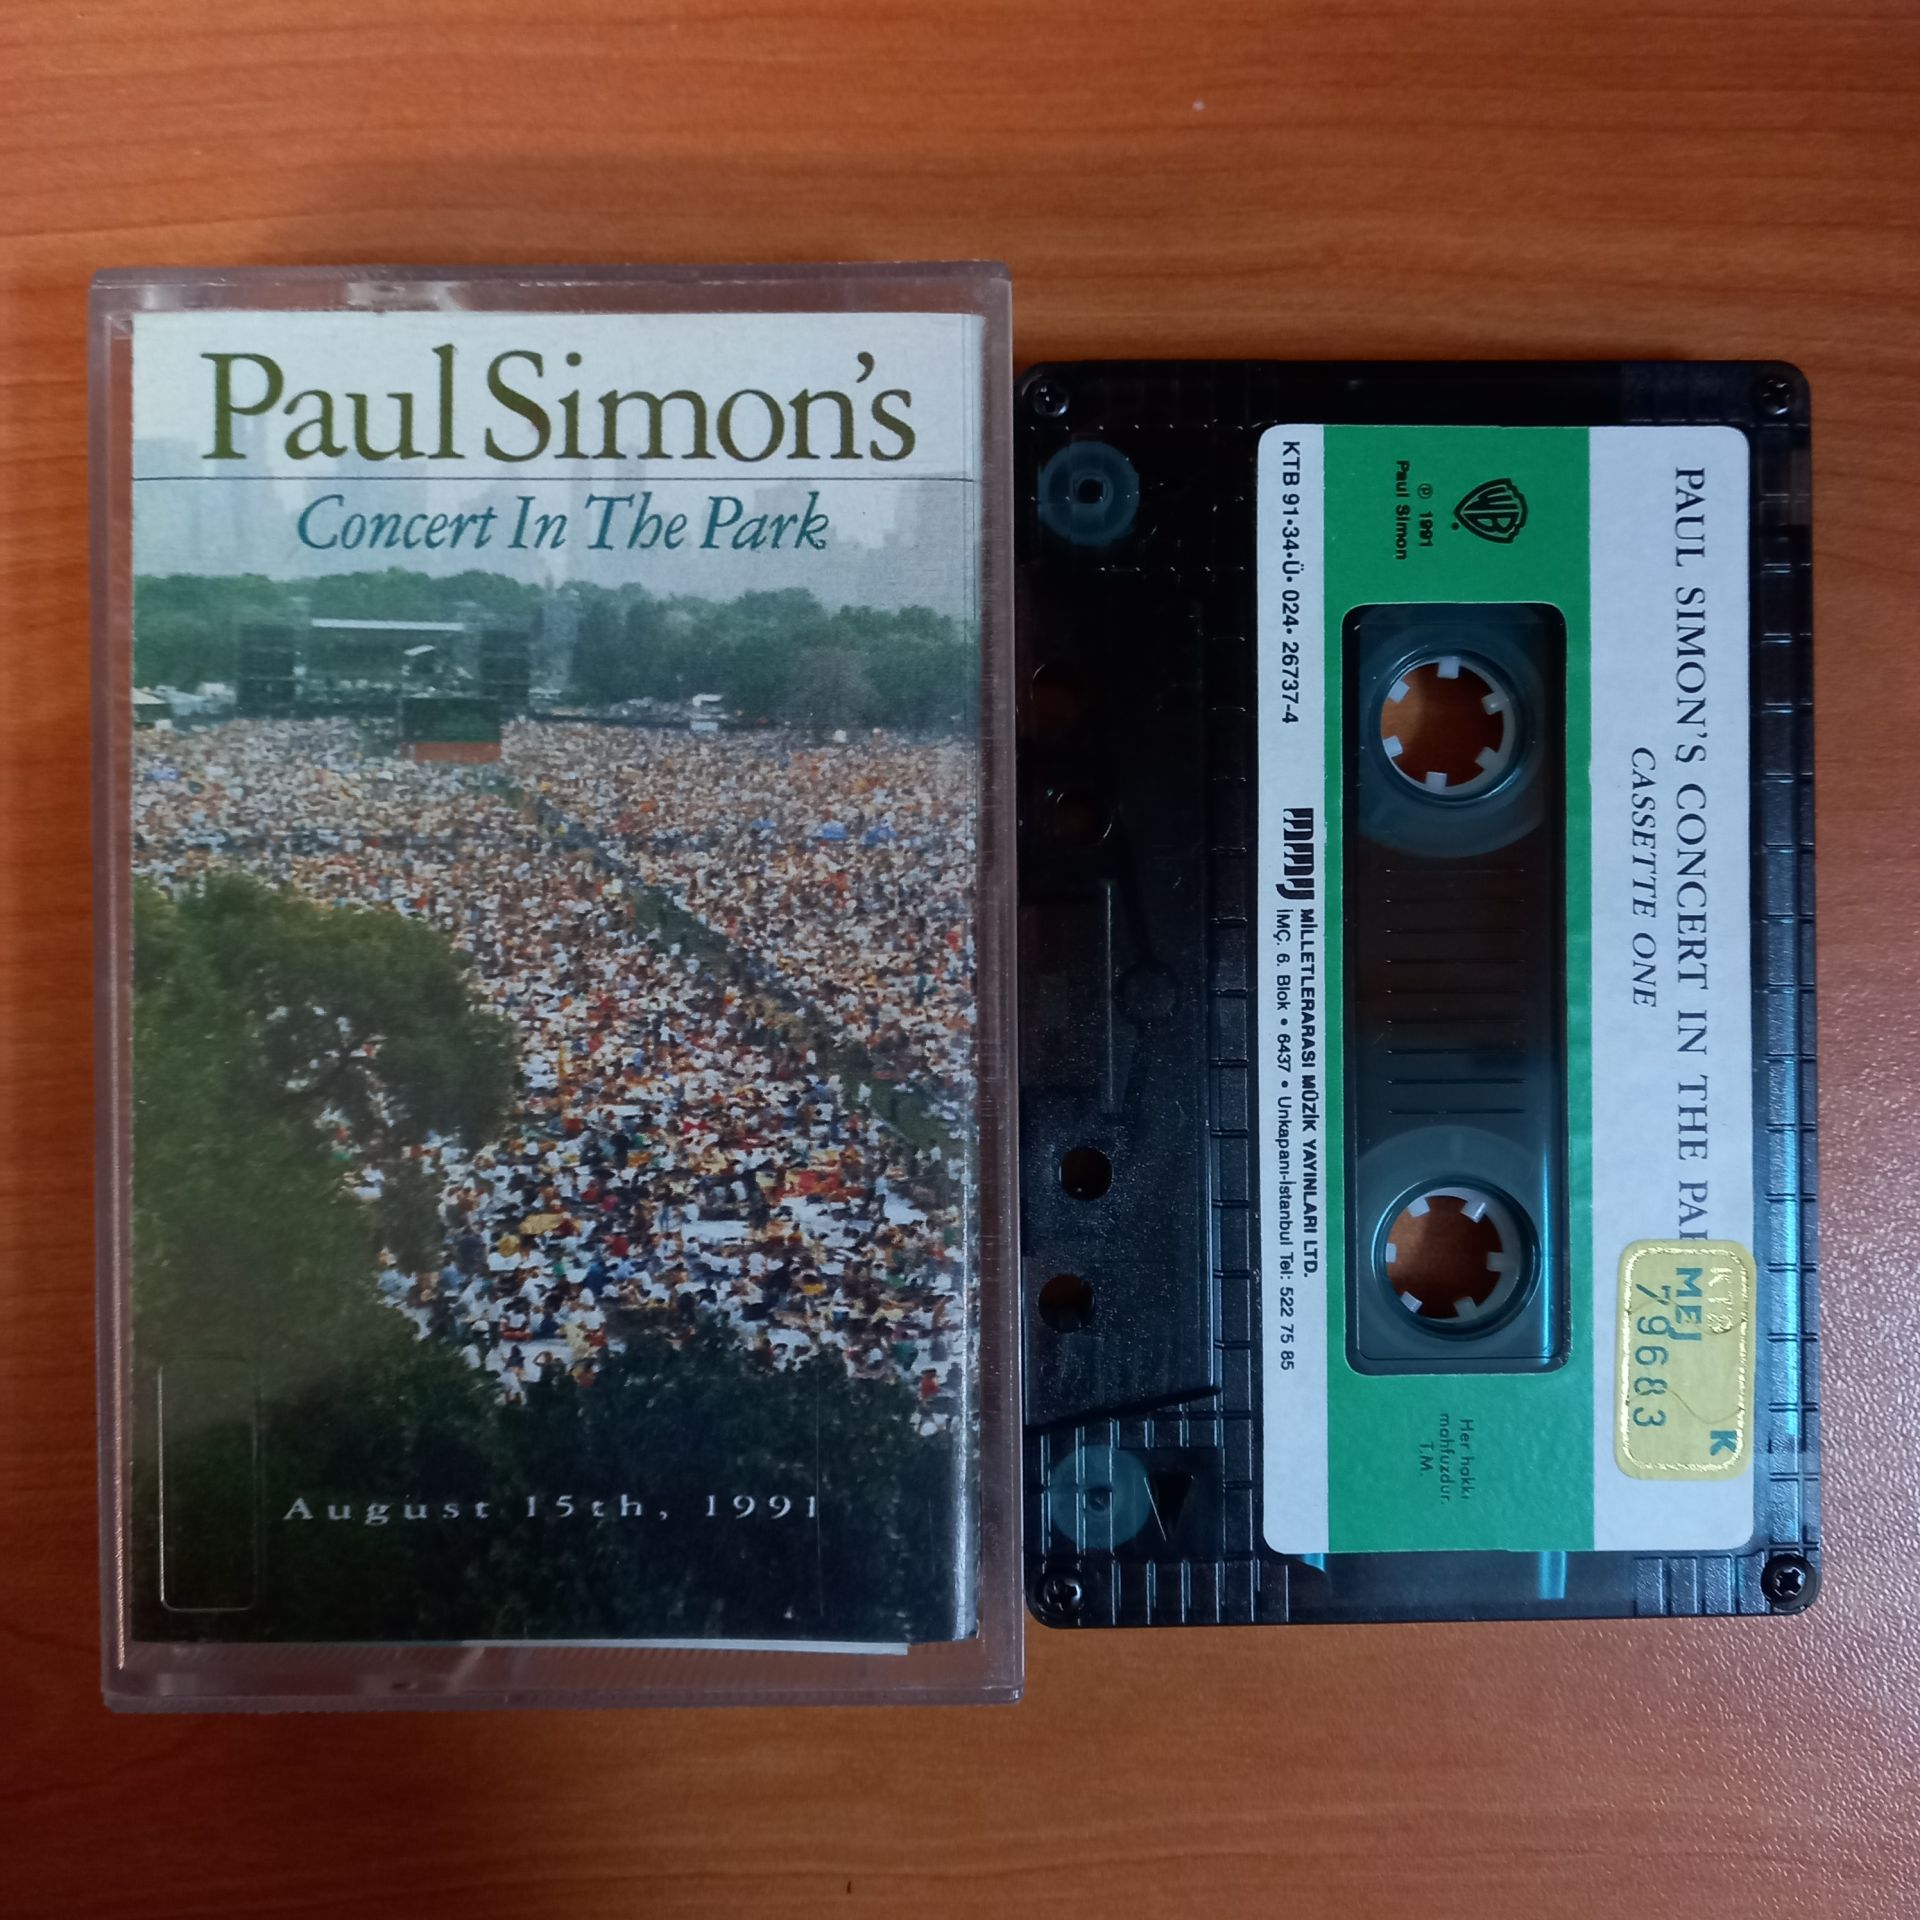 Paul Simon's
Concert In The Park
August 15th, 1991
PAUL SIMON'S CONCERT IN THE
CASSETTE ONE
WB
℗ 1991
Paul Simon
Her hakkı
mahfuzdur.
T.M.
MİLLETLERARASI MÜZİK YAYINLARI LTD.
İMÇ. 6. Blok • 6437 • Unkapanı-İstanbul Tel: 522 75 85
KTB 91•34•Ü• 024• 26737-4
K
MEJ
79683